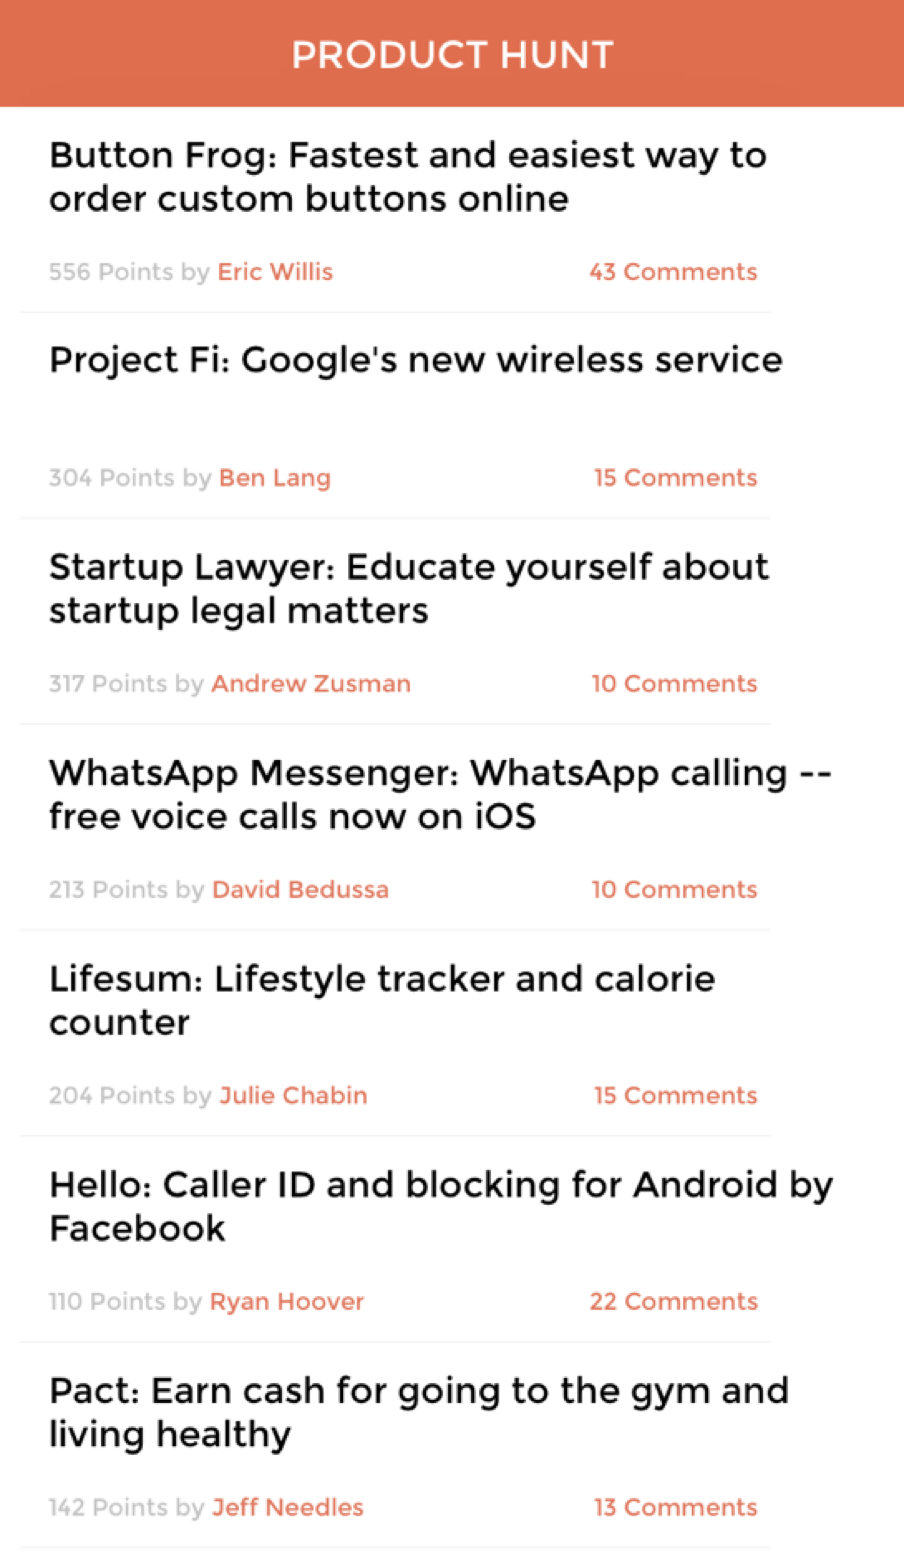 PRODUCT HUNT
Button Frog: Fastest and easiest way to
order custom buttons online
556 Points by Eric Willis 43 Comments
Project Fi: Google's new wireless service
304 Points by Ben Lang 15 Comments
Startup Lawyer: Educate yourself about
startup legal matters
317 Points by Andrew Zusman 10 Comments
WhatsApp Messenger: WhatsApp calling --
free voice calls now on iOS
213 Points by David Bedussa 10 Comments
Lifesum: Lifestyle tracker and calorie
counter
204 Points by Julie Chabin 15 Comments
Hello: Caller ID and blocking for Android by
Facebook
110 Points by Ryan Hoover 22 Comments
Pact: Earn cash for going to the gym and
living healthy
142 Points by Jeff Needles 13 Comments